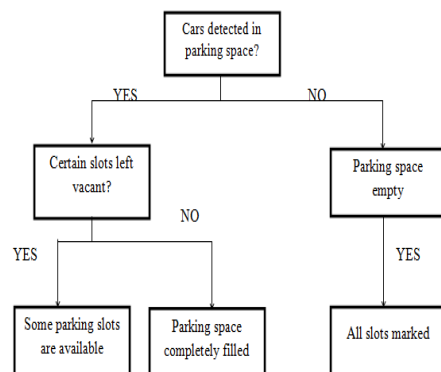 Cars detected in
parking space?
YES
NO
Certain slots left
vacant?
Parking space
empty
NO
YES
YES
Some parking slots
are available
Parking space
completely filled
All slots marked